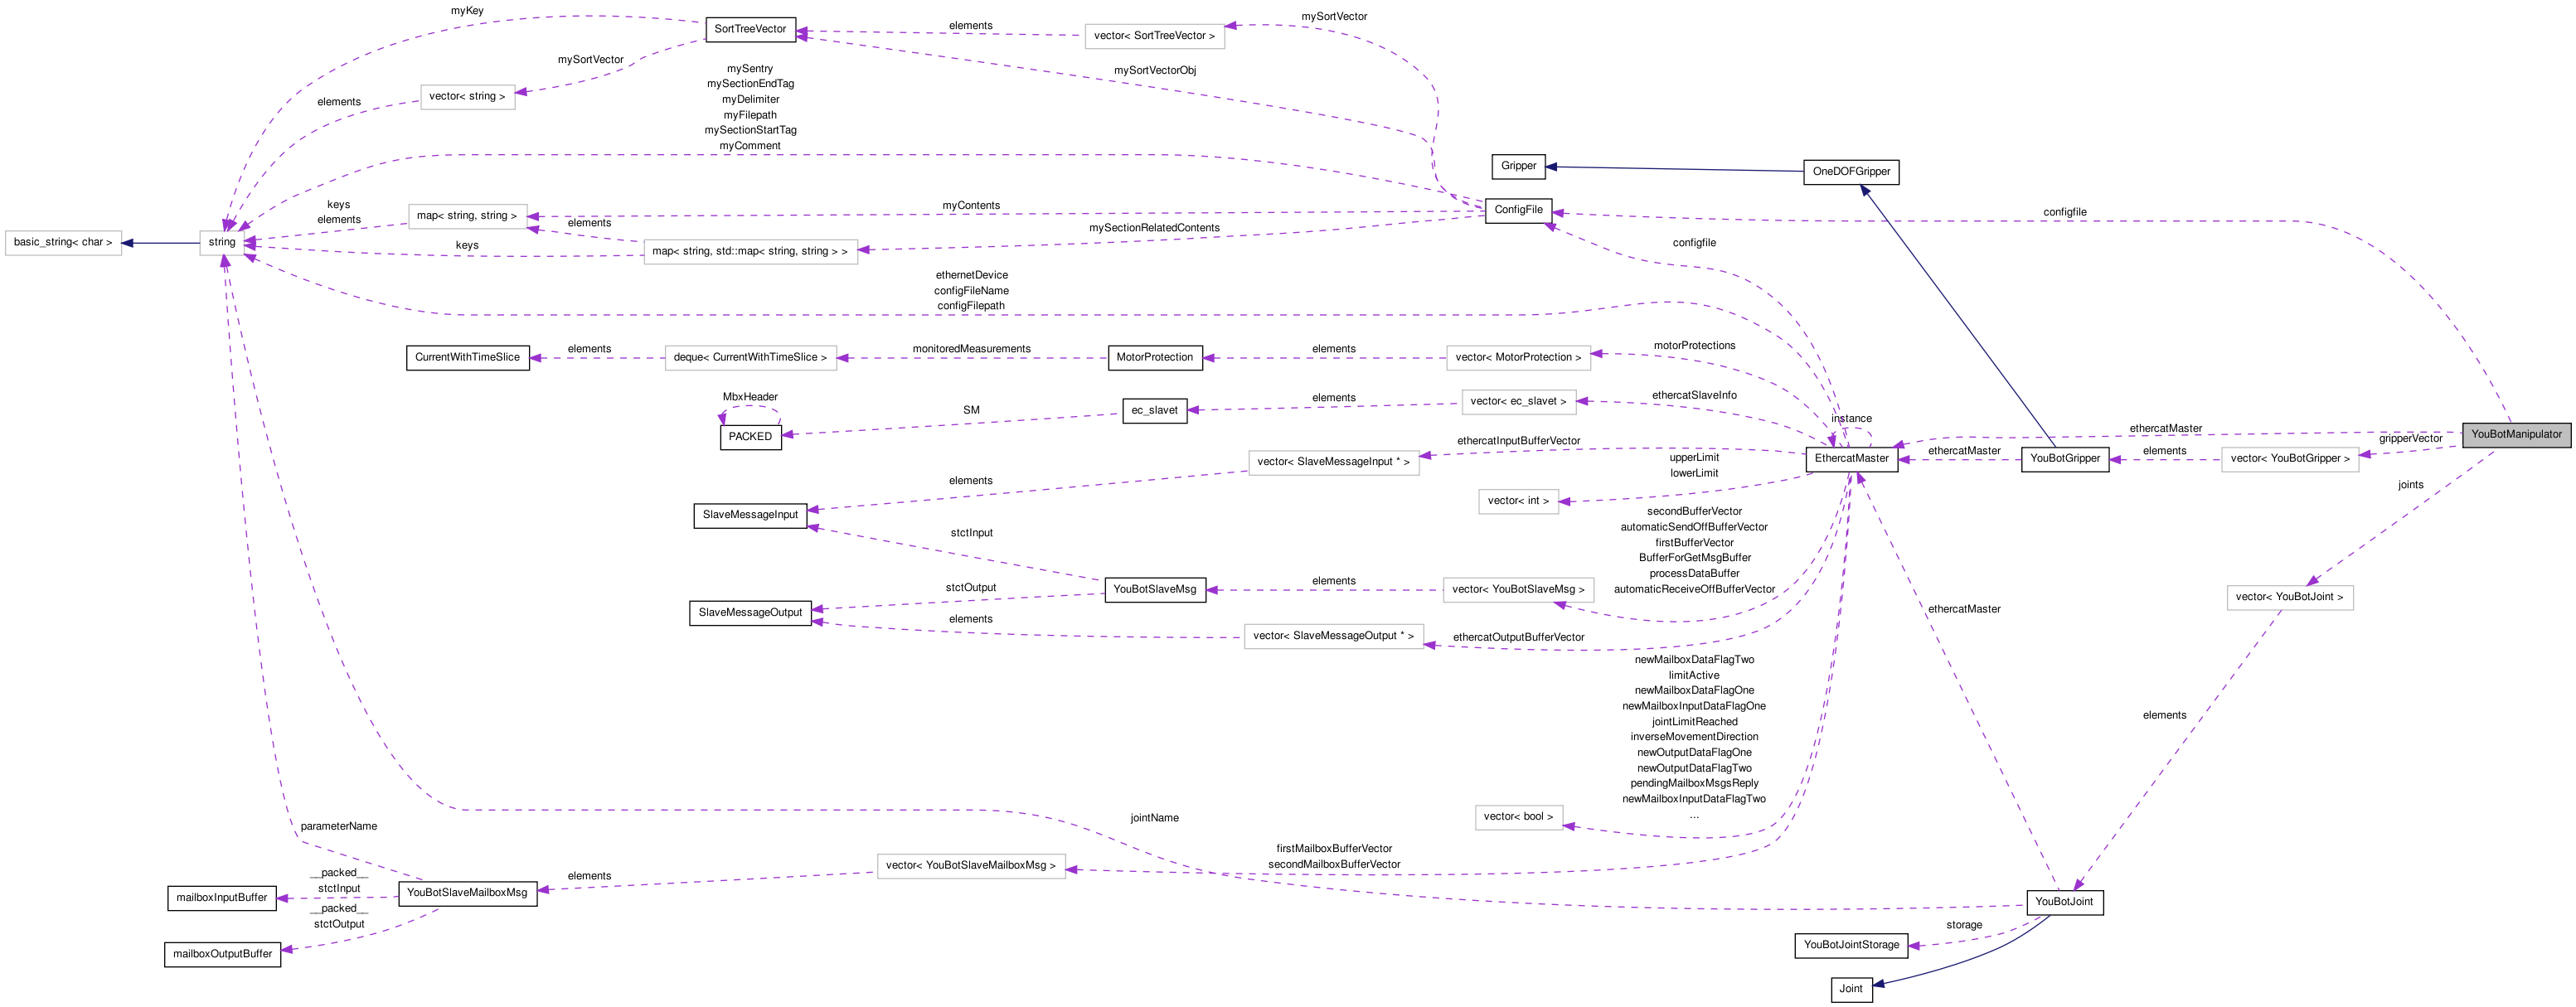 myKey
SortTreeVector
elements
vector< SortTreeVector >
mySortVector
mySortVector
mySortVectorObj
vector< string >
elements
mySentry
mySectionEndTag
myDelimiter
myFilepath
mySectionStartTag
myComment
Gripper
OneDOFGripper
keys
elements
map< string, string >
elements
myContents
ConfigFile
configfile
basic_string< char >
string
keys
map< string, std::map< string, string > >
mySectionRelatedContents
configfile
ethernetDevice
configFileName
configFilepath
CurrentWithTimeSlice
elements
deque< CurrentWithTimeSlice >
monitoredMeasurements
MotorProtection
elements
vector< MotorProtection >
motorProtections
MbxHeader
PACKED
SM
ec_slavet
elements
vector< ec_slavet >
ethercatSlaveInfo
instance
EthercatMaster
ethercatMaster
YouBotGripper
elements
vector< YouBotGripper >
ethercatMaster
gripperVector
YouBotManipulator
joints
ethercatInputBufferVector
vector< SlaveMessageInput * >
elements
SlaveMessageInput
upperLimit
lowerLimit
vector< int >
stctInput
secondBufferVector
automaticSendOffBufferVector
firstBufferVector
BufferForGetMsgBuffer
processDataBuffer
automaticReceiveOffBufferVector
SlaveMessageOutput
stctOutput
YouBotSlaveMsg
elements
vector< YouBotSlaveMsg >
elements
vector< SlaveMessageOutput * >
ethercatOutputBufferVector
ethercatMaster
vector< YouBotJoint >
elements
newMailboxDataFlagTwo
limitActive
newMailboxDataFlagOne
newMailboxInputDataFlagOne
jointLimitReached
inverseMovementDirection
newOutputDataFlagOne
newOutputDataFlagTwo
pendingMailboxMsgsReply
newMailboxInputDataFlagTwo
...
vector< bool >
parameterName
jointName
firstMailboxBufferVector
secondMailboxBufferVector
vector< YouBotSlaveMailboxMsg >
elements
YouBotSlaveMailboxMsg
__packed__
stctInput
mailboxInputBuffer
__packed__
stctOutput
mailboxOutputBuffer
YouBotJoint
storage
YouBotJointStorage
Joint